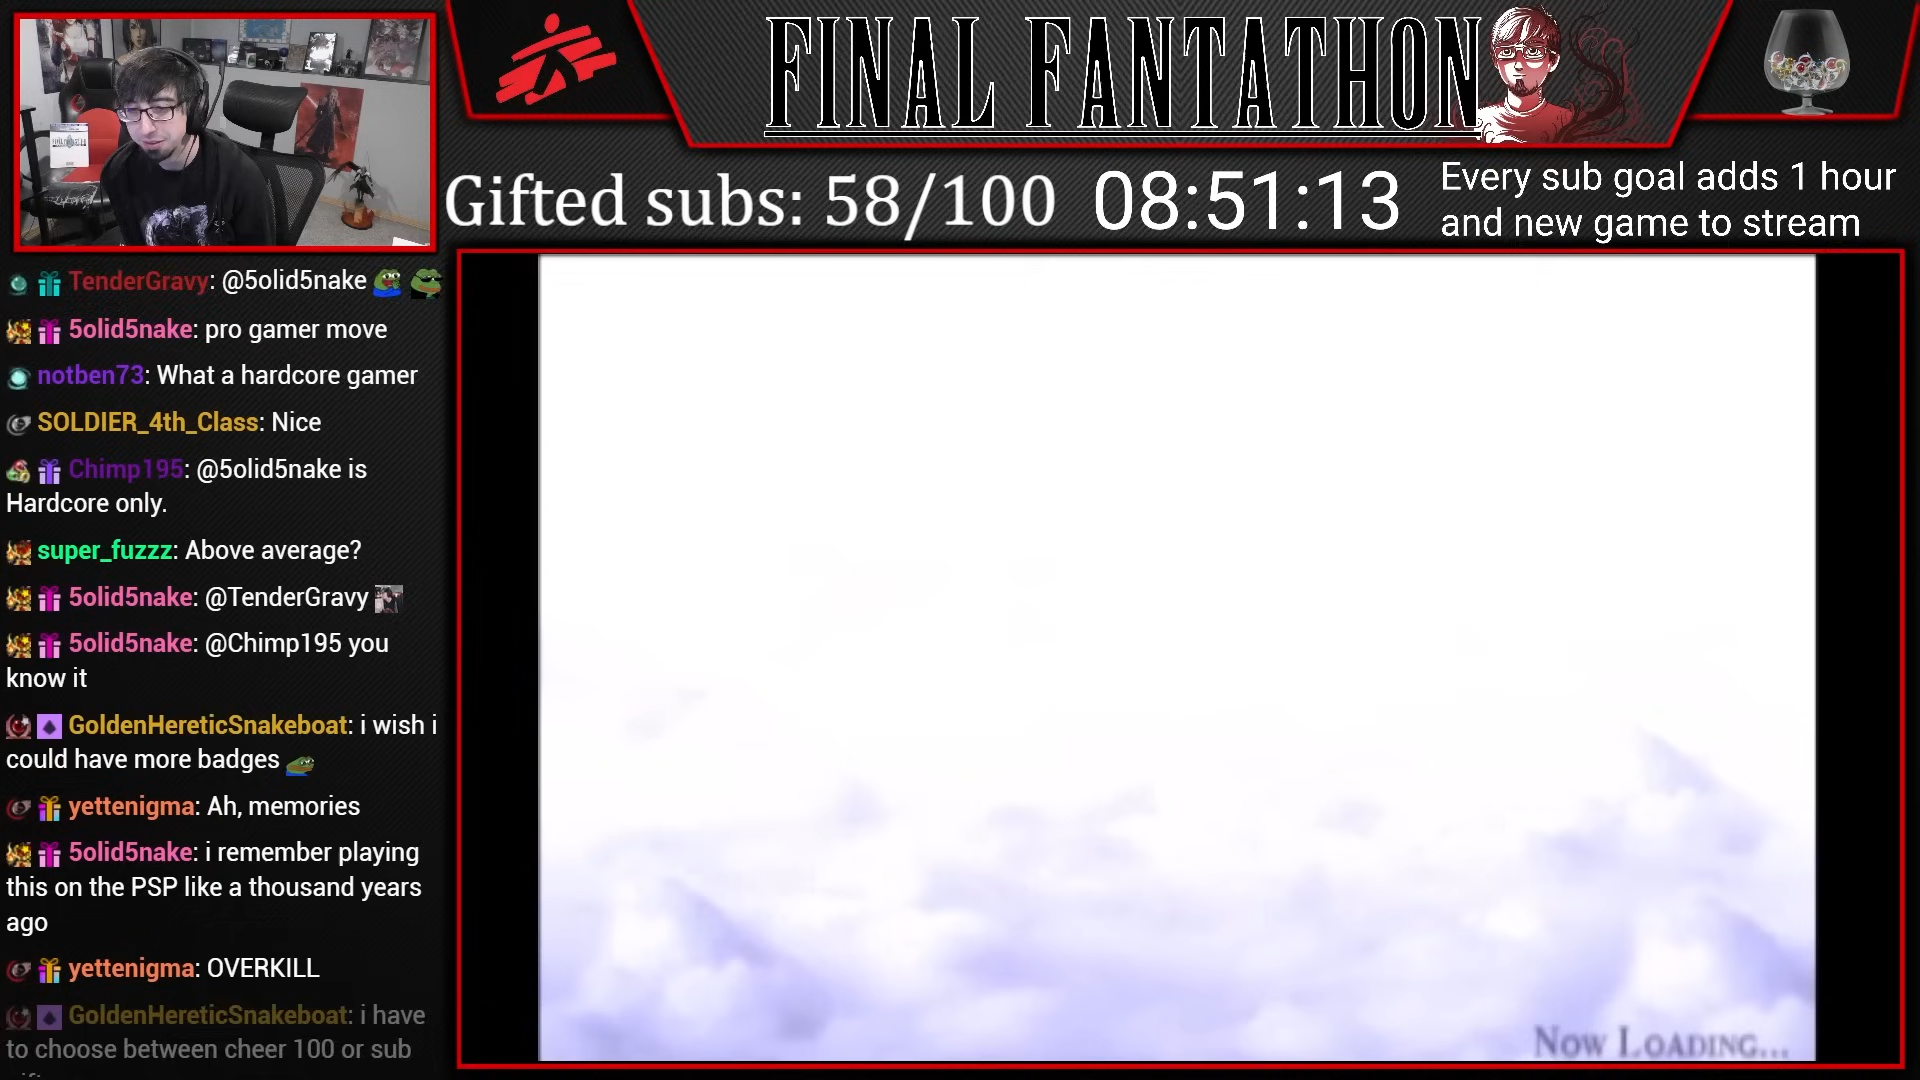 FINAL FANTATHON
Gifted subs: 58/100
08:51:13
Every sub goal adds 1 hour
and new game to stream
TenderGravy: @5olid5nake
5olid5nake: pro gamer move
notben73: What a hardcore gamer
SOLDIER_4th_Class: Nice
Chimp195: @5olid5nake is
Hardcore only.
super_fuzzz: Above average?
5olid5nake: @TenderGravy
5olid5nake: @Chimp195 you
know it
GoldenHereticSnakeboat: i wish i
could have more badges
yettenigma: Ah, memories
5olid5nake: i remember playing
this on the PSP like a thousand years
ago
yettenigma: OVERKILL
GoldenHereticSnakeboat: i have
to choose between cheer 100 or sub
Now Loading...